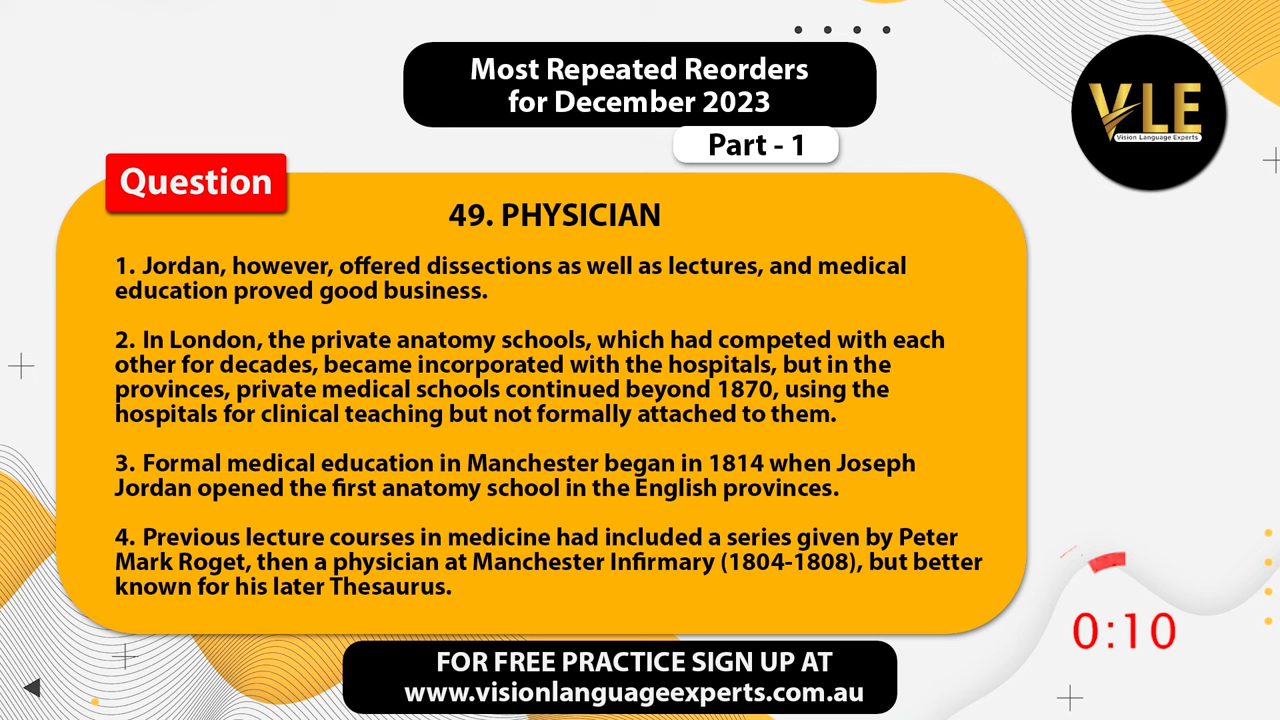 Most Repeated Reorders
for December 2023
Part - 1
VLE
Vision Language Experts
Question
49. PHYSICIAN
1. Jordan, however, offered dissections as well as lectures, and medical
education proved good business.
2. In London, the private anatomy schools, which had competed with each
other for decades, became incorporated with the hospitals, but in the
provinces, private medical schools continued beyond 1870, using the
hospitals for clinical teaching but not formally attached to them.
3. Formal medical education in Manchester began in 1814 when Joseph
Jordan opened the first anatomy school in the English provinces.
4. Previous lecture courses in medicine had included a series given by Peter
Mark Roget, then a physician at Manchester Infirmary (1804-1808), but better
known for his later Thesaurus.
0:10
FOR FREE PRACTICE SIGN UP AT
www.visionlanguageexperts.com.au